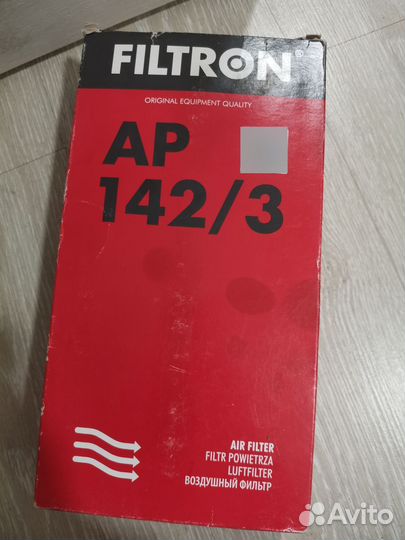 FILTRON®
ORIGINAL EQUIPMENT QUALITY
AP
142/3
AIR FILTER
FILTR POWIETRZA
LUFTFILTER
ВОЗДУШНЫЙ ФИЛЬТР
Avito